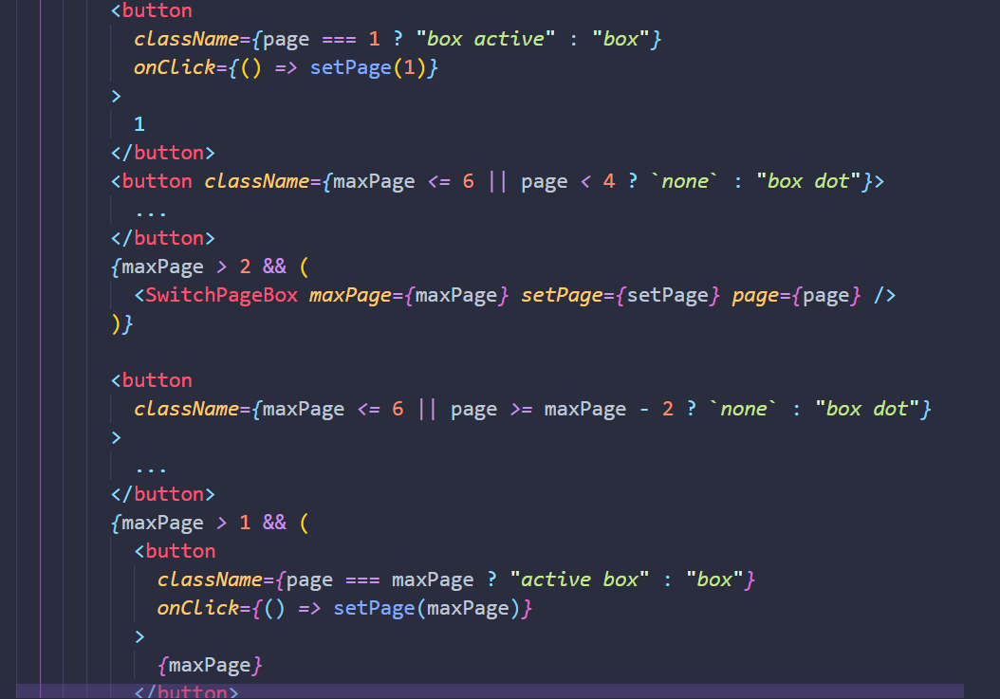 <button
className={page === 1 ? "box active" : "box"}
onClick={() => setPage(1)}
>
1
</button>
<button className={maxPage <= 6 || page < 4 ? `none` : "box dot"}>
...
</button>
{maxPage > 2 && (
<SwitchPageBox maxPage={maxPage} setPage={setPage} page={page} />
)}
<button
className={maxPage <= 6 || page >= maxPage - 2 ? `none` : "box dot"}
>
...
</button>
{maxPage > 1 && (
<button
className={page === maxPage ? "active box" : "box"}
onClick={() => setPage(maxPage)}
>
{maxPage}
</button>